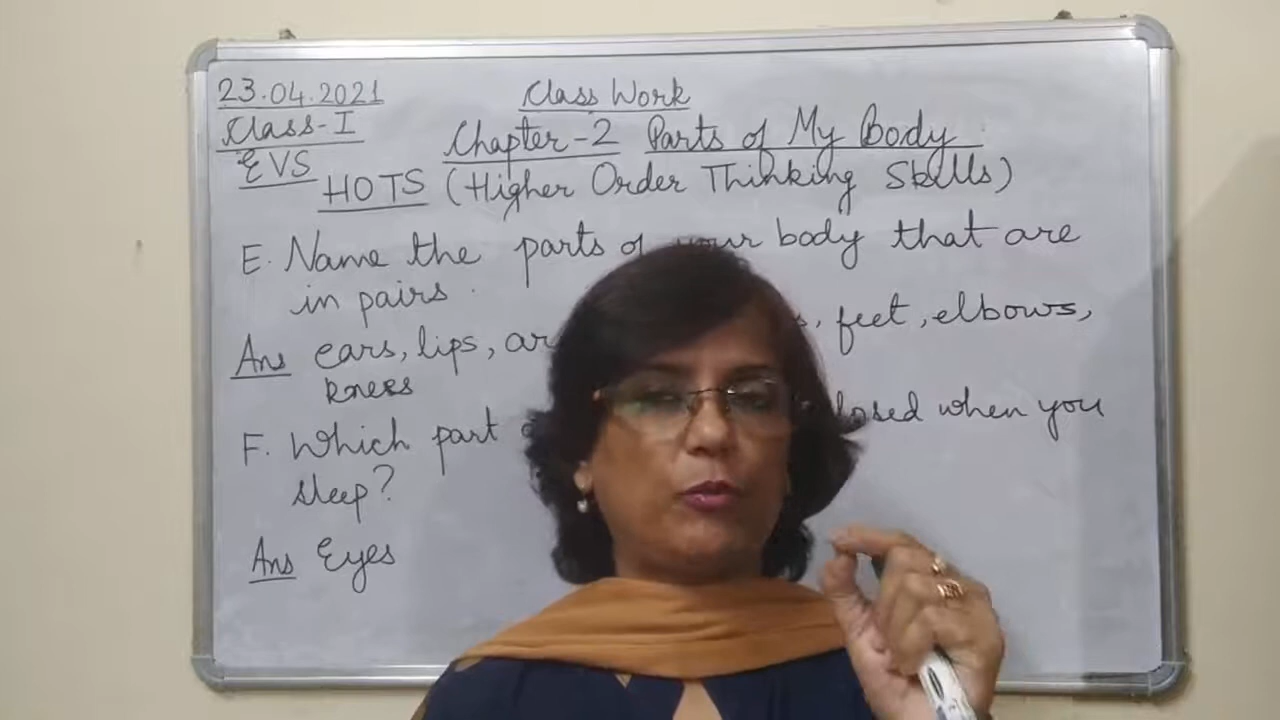 23.04.2021 Class Work
Class-I Chapter-2 Parts of My Body
EVS
HOTS (Higher Order Thinking Skills)
E. Name the parts of your body that are
in pairs.
Ans ears, lips, feet, elbows,
knees
F. Which part when you
sleep?
Ans Eyes